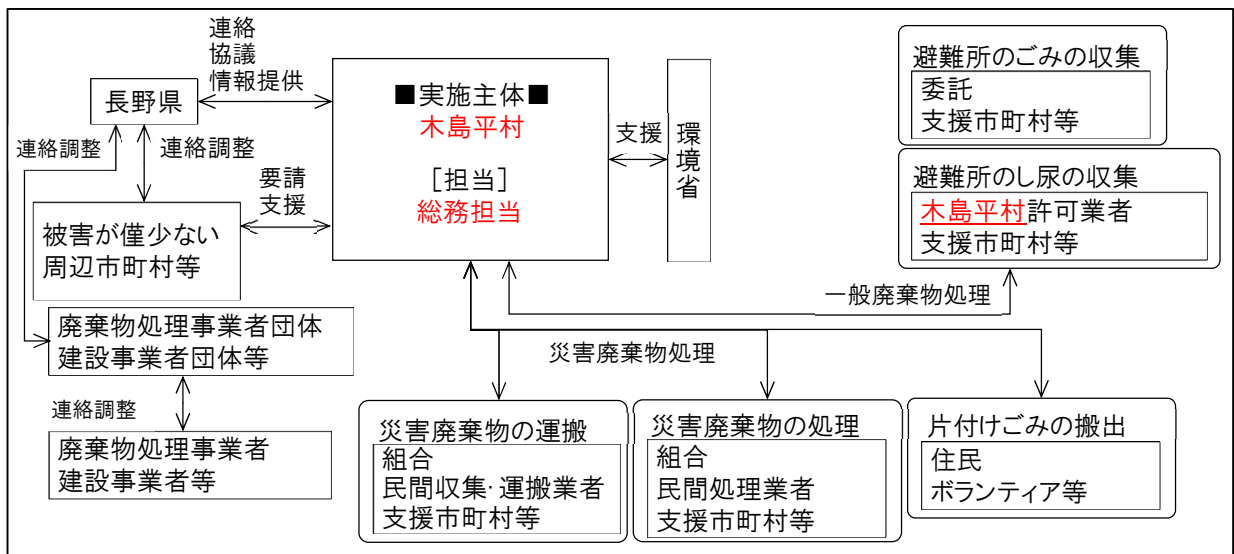 連絡
協議
情報提供
長野県
連絡調整
連絡調整
要請
支援
被害が僅少ない
周辺市町村等
廃棄物処理事業者団体
建設事業者団体等
連絡調整
廃棄物処理事業者
建設事業者等
■実施主体■
木島平村
[担当]
総務担当
支援
環境省
避難所のごみの収集
委託
支援市町村等
避難所のし尿の収集
木島平村許可業者
支援市町村等
一般廃棄物処理
災害廃棄物処理
災害廃棄物の運搬
組合
民間収集・運搬業者
支援市町村等
災害廃棄物の処理
組合
民間処理業者
支援市町村等
片付けごみの搬出
住民
ボランティア等